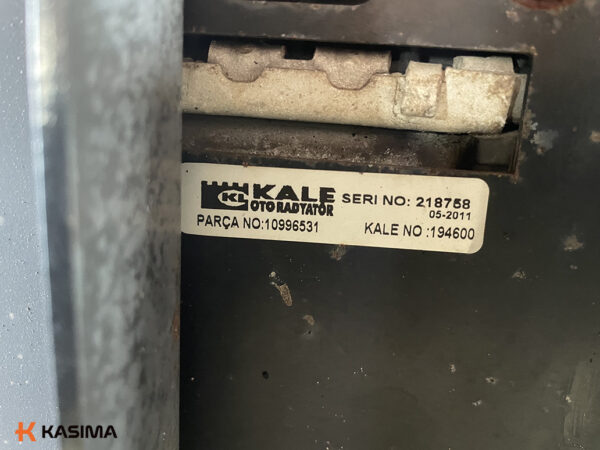 KL KALE
OTO RADYATÖR
SERI NO: 218758
05-2011
PARÇA NO:10996531
KALE NO :194600
KASIMA